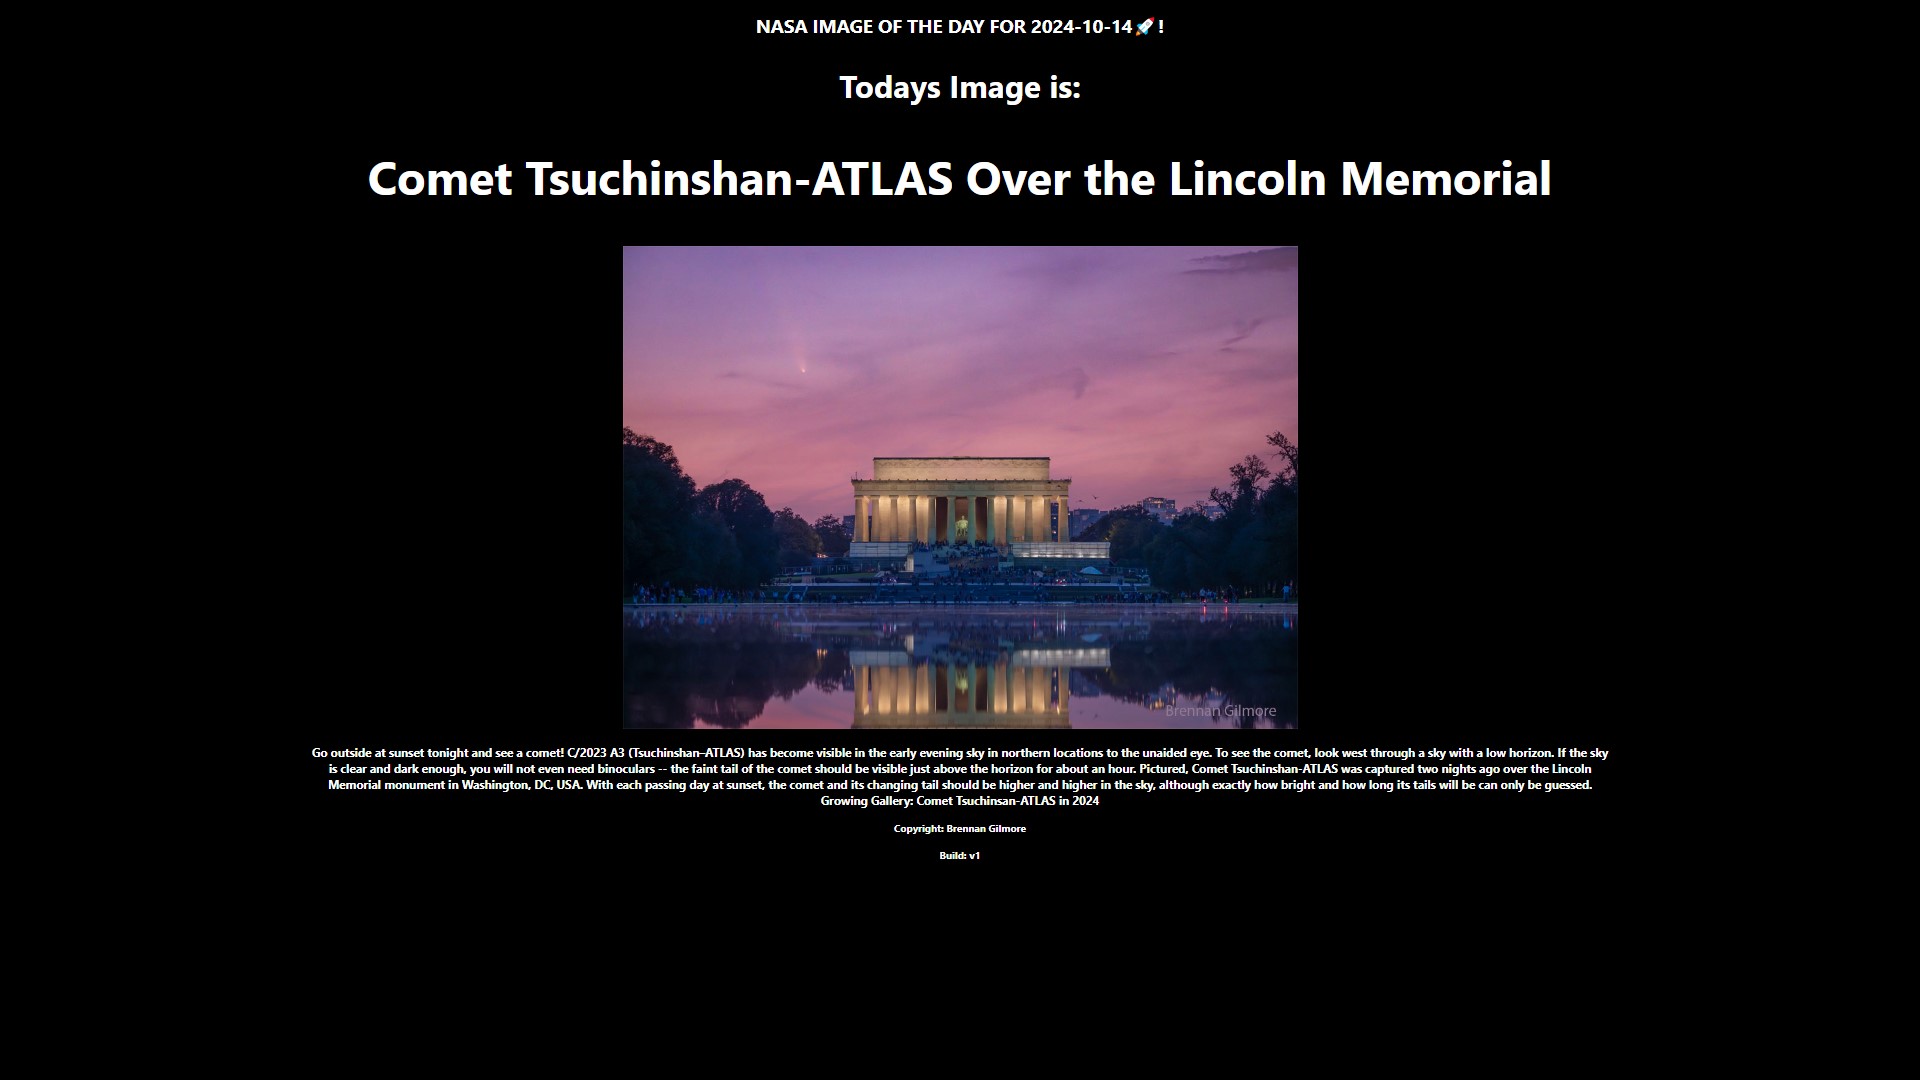 NASA IMAGE OF THE DAY FOR 2024-10-14🚀!
Todays Image is:
Comet Tsuchinshan-ATLAS Over the Lincoln Memorial
Brennan Gilmore
Go outside at sunset tonight and see a comet! C/2023 A3 (Tsuchinshan–ATLAS) has become visible in the early evening sky in northern locations to the unaided eye. To see the comet, look west through a sky with a low horizon. If the sky
is clear and dark enough, you will not even need binoculars -- the faint tail of the comet should be visible just above the horizon for about an hour. Pictured, Comet Tsuchinshan-ATLAS was captured two nights ago over the Lincoln
Memorial monument in Washington, DC, USA. With each passing day at sunset, the comet and its changing tail should be higher and higher in the sky, although exactly how bright and how long its tails will be can only be guessed.
Growing Gallery: Comet Tsuchinsan-ATLAS in 2024
Copyright: Brennan Gilmore
Build: v1